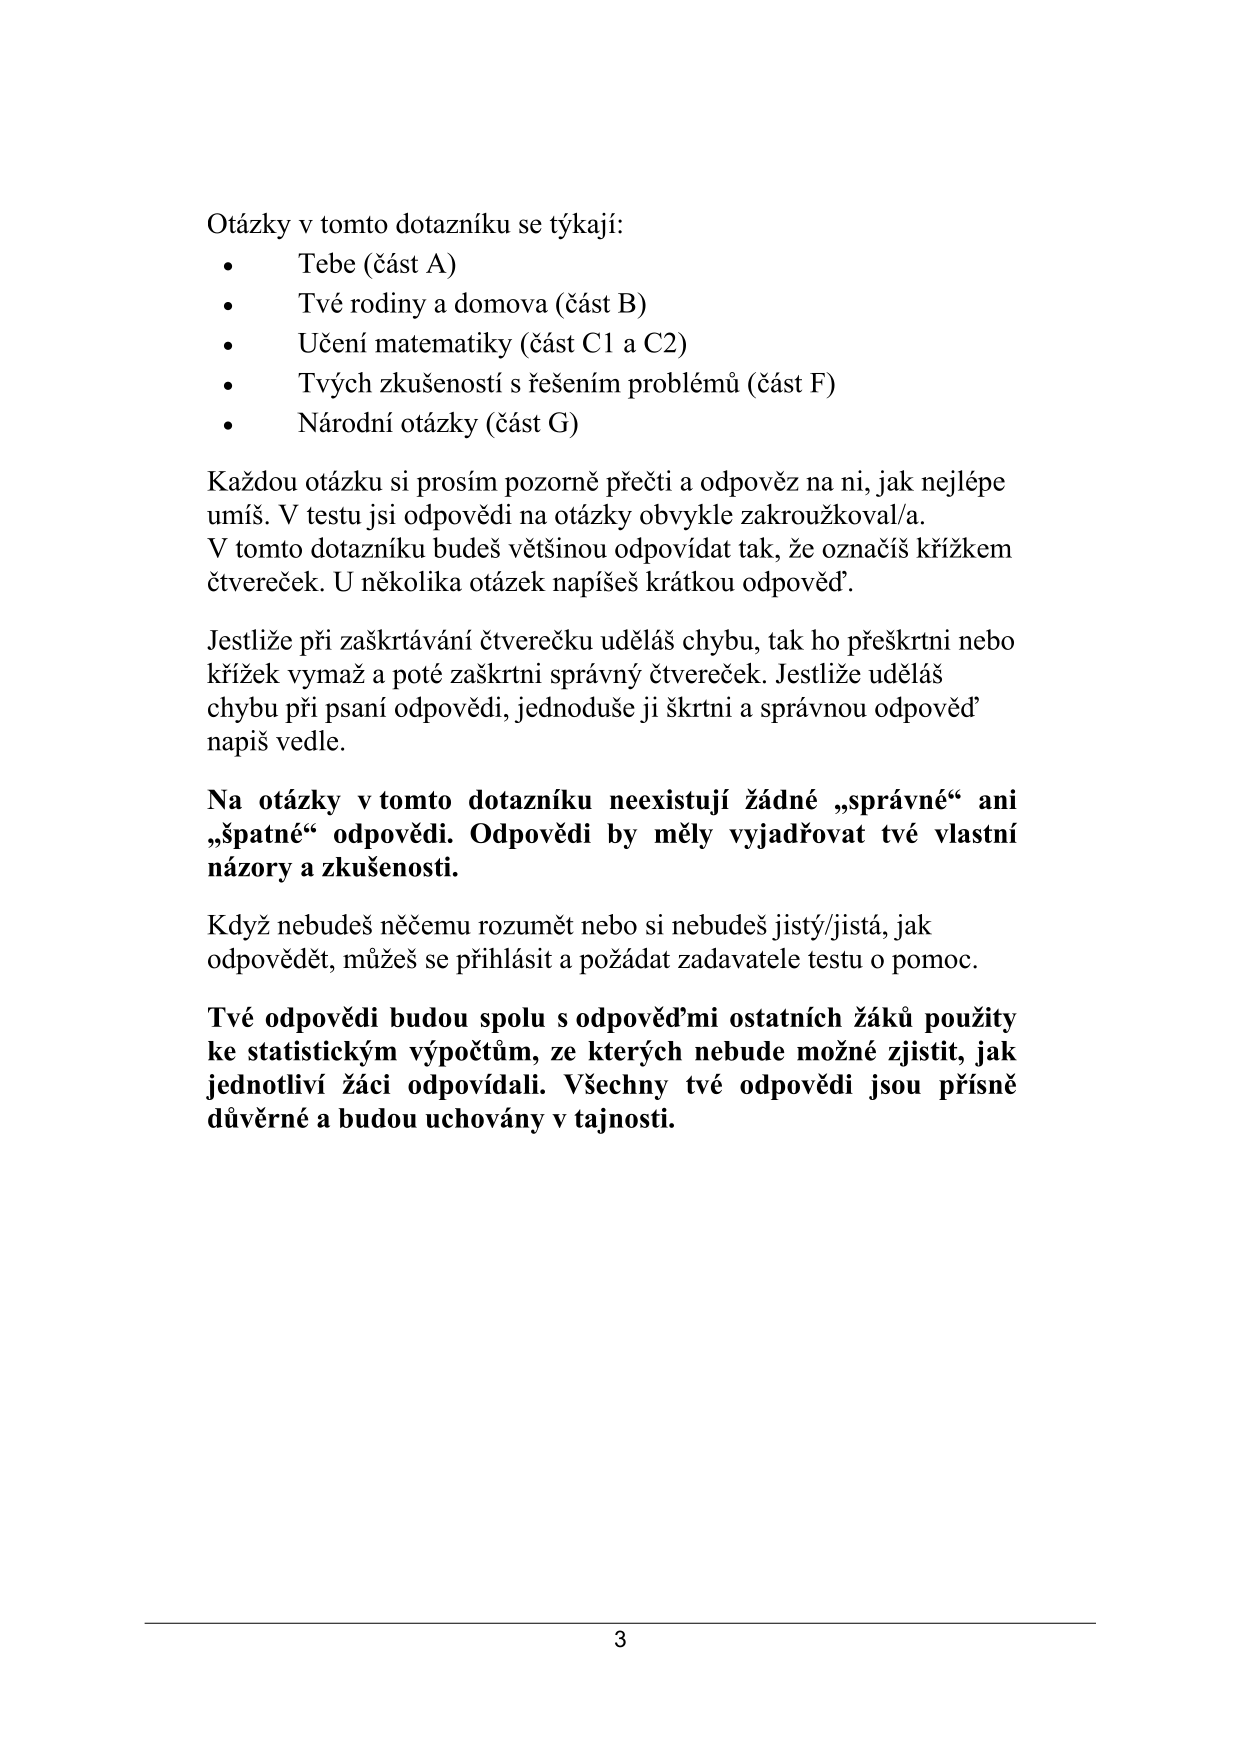 Otázky v tomto dotazníku se týkají:
• Tebe (část A)
• Tvé rodiny a domova (část B)
• Učení matematiky (část C1 a C2)
• Tvých zkušeností s řešením problémů (část F)
• Národní otázky (část G)
Každou otázku si prosím pozorně přečti a odpověz na ni, jak nejlépe
umíš. V testu jsi odpovědi na otázky obvykle zakroužkoval/a.
V tomto dotazníku budeš většinou odpovídat tak, že označíš křížkem
čtvereček. U několika otázek napíšeš krátkou odpověď.
Jestliže při zaškrtávání čtverečku uděláš chybu, tak ho přeškrtni nebo
křížek vymaž a poté zaškrtni správný čtvereček. Jestliže uděláš
chybu při psaní odpovědi, jednoduše ji škrtni a správnou odpověď
napiš vedle.
Na otázky v tomto dotazníku neexistují žádné „správné“ ani
„špatné“ odpovědi. Odpovědi by měly vyjadřovat tvé vlastní
názory a zkušenosti.
Když nebudeš něčemu rozumět nebo si nebudeš jistý/jistá, jak
odpovědět, můžeš se přihlásit a požádat zadavatele testu o pomoc.
Tvé odpovědi budou spolu s odpověďmi ostatních žáků použity
ke statistickým výpočtům, ze kterých nebude možné zjistit, jak
jednotliví žáci odpovídali. Všechny tvé odpovědi jsou přísně
důvěrné a budou uchovány v tajnosti.
3